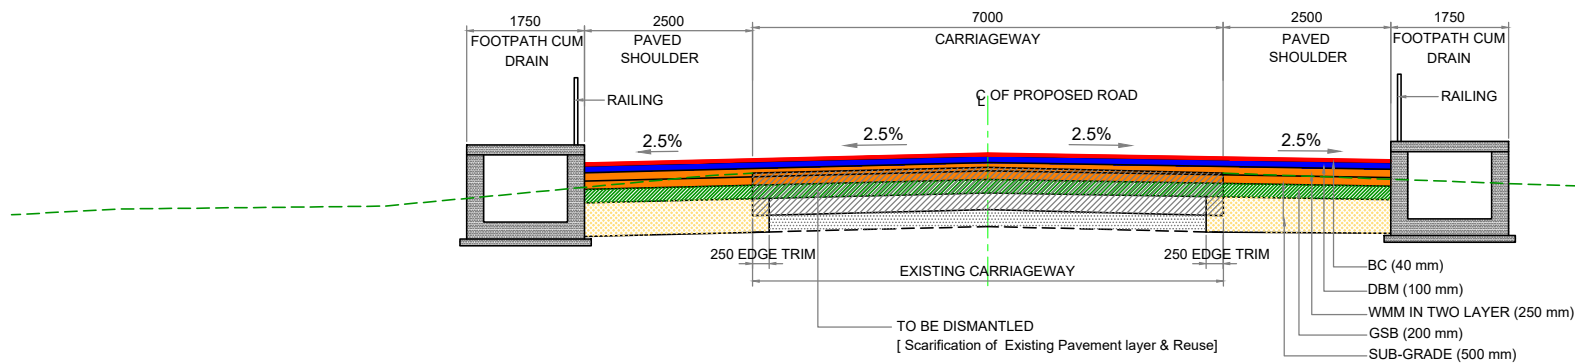 1750
2500
7000
2500
1750
FOOTPATH CUM
DRAIN
PAVED
SHOULDER
CARRIAGEWAY
PAVED
SHOULDER
FOOTPATH CUM
DRAIN
RAILING
℄ OF PROPOSED ROAD
RAILING
2.5%
2.5%
2.5%
2.5%
250 EDGE TRIM
EXISTING CARRIAGEWAY
250 EDGE TRIM
BC (40 mm)
DBM (100 mm)
WMM IN TWO LAYER (250 mm)
GSB (200 mm)
SUB-GRADE (500 mm)
TO BE DISMANTLED
[ Scarification of Existing Pavement layer & Reuse]